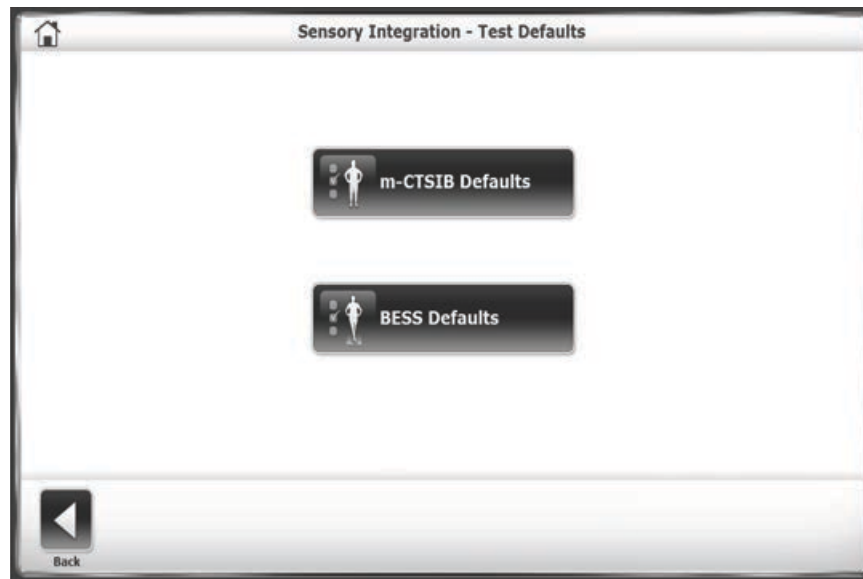 Sensory Integration - Test Defaults
m-CTSIB Defaults
BESS Defaults
Back